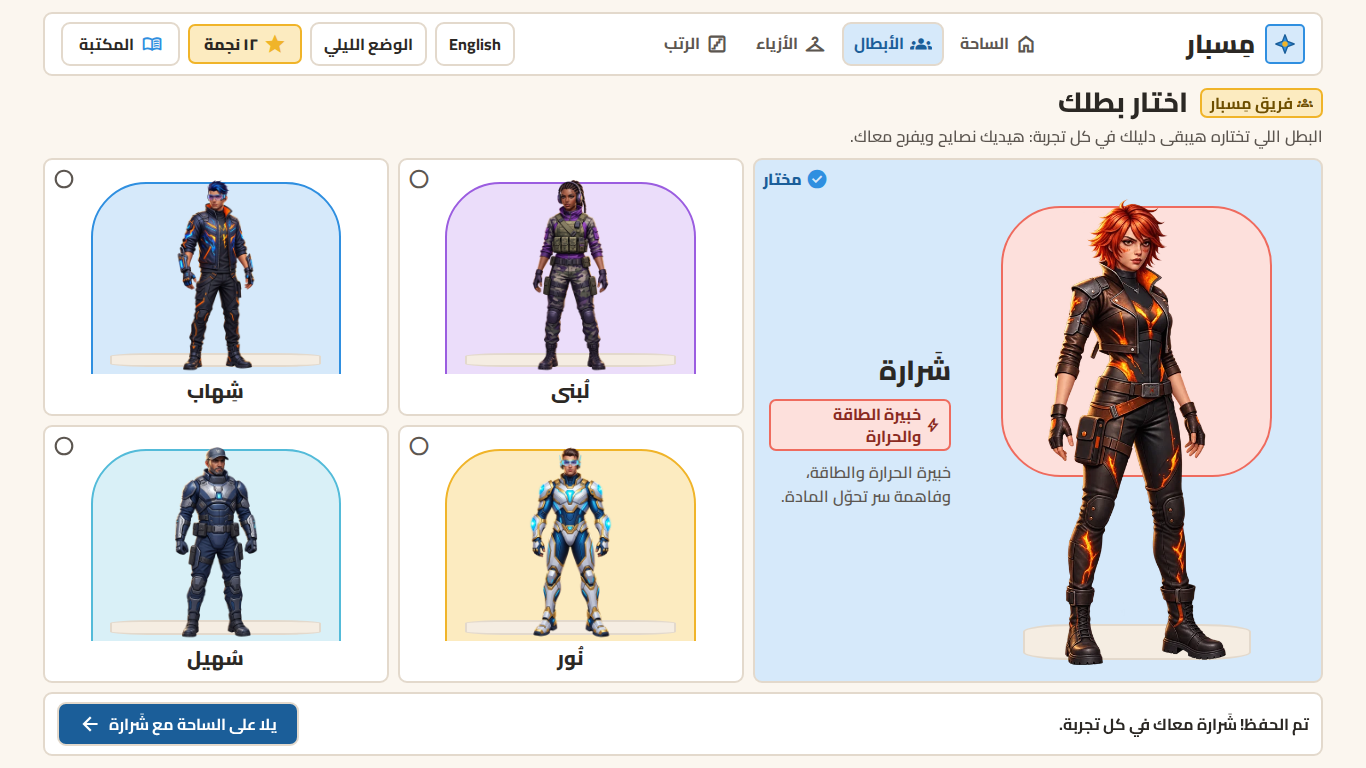 مِسبار
الساحة
الأبطال
الأزياء
الرتب
English
الوضع الليلي
١٢ نجمة
المكتبة
فريق مِسبار
اختار بطلك
البطل اللي تختاره هيبقى دليلك في كل تجربة: هيديك نصايح ويفرح معاك.
مختار
شَرارة
خبيرة الطاقة
والحرارة
خبيرة الحرارة والطاقة،
وفاهمة سر تحوّل المادة.
لُبنى
شِهاب
نُور
سُهيل
تم الحفظ! شَرارة معاك في كل تجربة.
يلا على الساحة مع شَرارة